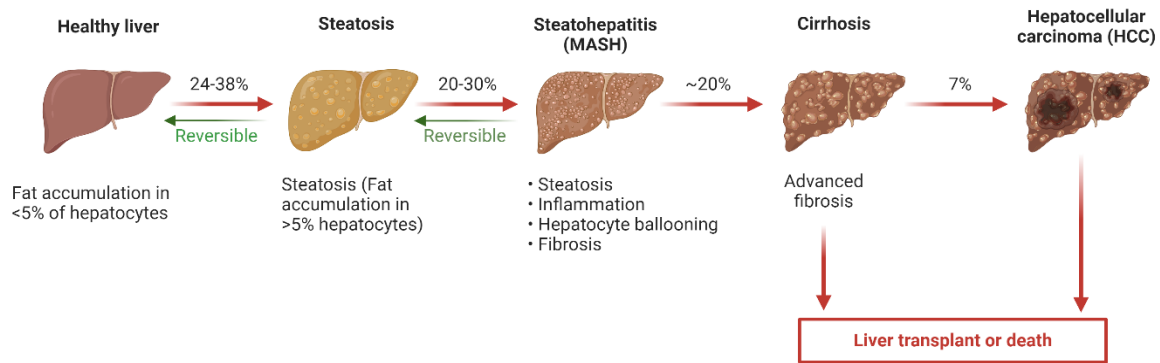 Healthy liver
Steatosis
Steatohepatitis
(MASH)
Cirrhosis
Hepatocellular
carcinoma (HCC)
24-38%
20-30%
~20%
7%
Reversible
Reversible
Fat accumulation in
<5% of hepatocytes
Steatosis (Fat
accumulation in
>5% hepatocytes)
• Steatosis
• Inflammation
• Hepatocyte ballooning
• Fibrosis
Advanced
fibrosis
Liver transplant or death